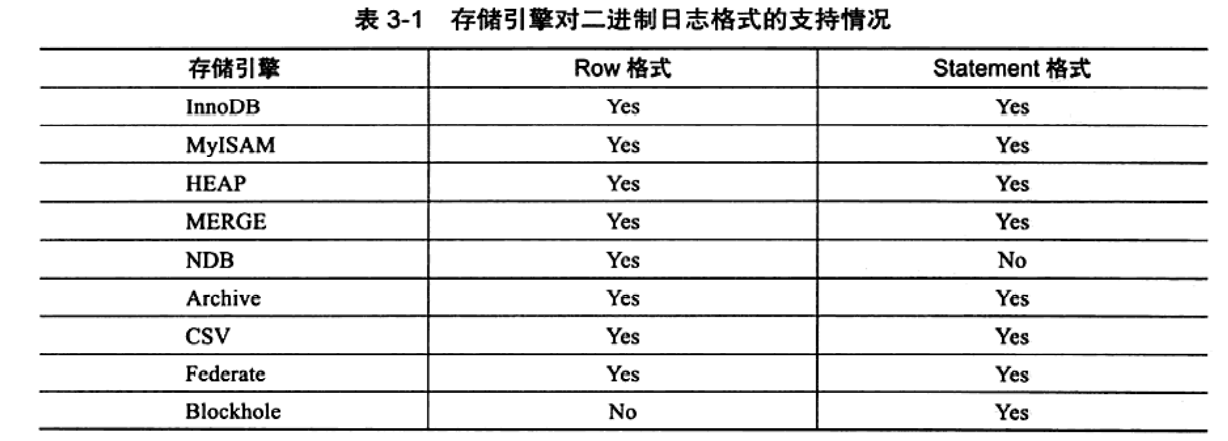 表 3-1 存储引擎对二进制日志格式的支持情况
存储引擎 Row 格式 Statement 格式
InnoDB Yes Yes
MyISAM Yes Yes
HEAP Yes Yes
MERGE Yes Yes
NDB Yes No
Archive Yes Yes
CSV Yes Yes
Federate Yes Yes
Blockhole No Yes